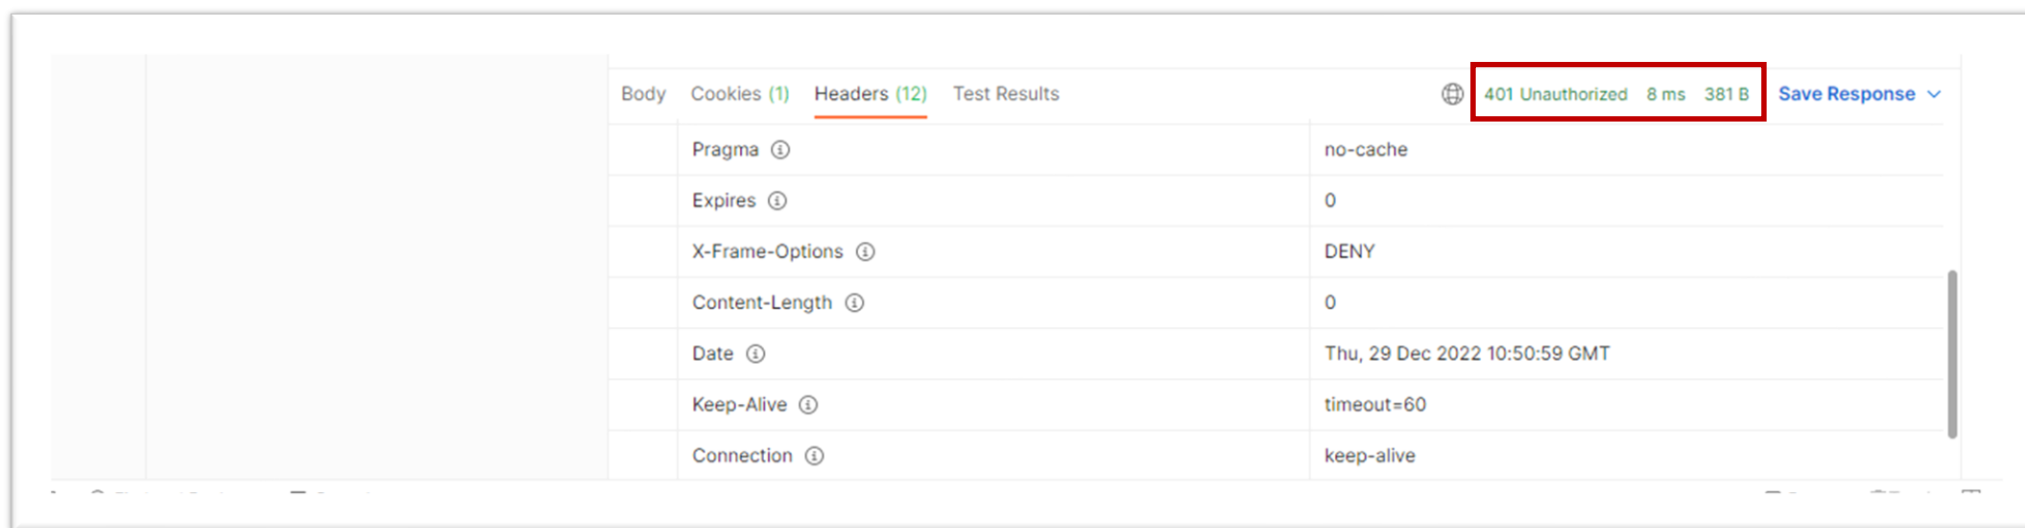 Body Cookies (1) Headers (12) Test Results 401 Unauthorized 8 ms 381 B Save Response
Pragma no-cache
Expires 0
X-Frame-Options DENY
Content-Length 0
Date Thu, 29 Dec 2022 10:50:59 GMT
Keep-Alive timeout=60
Connection keep-alive